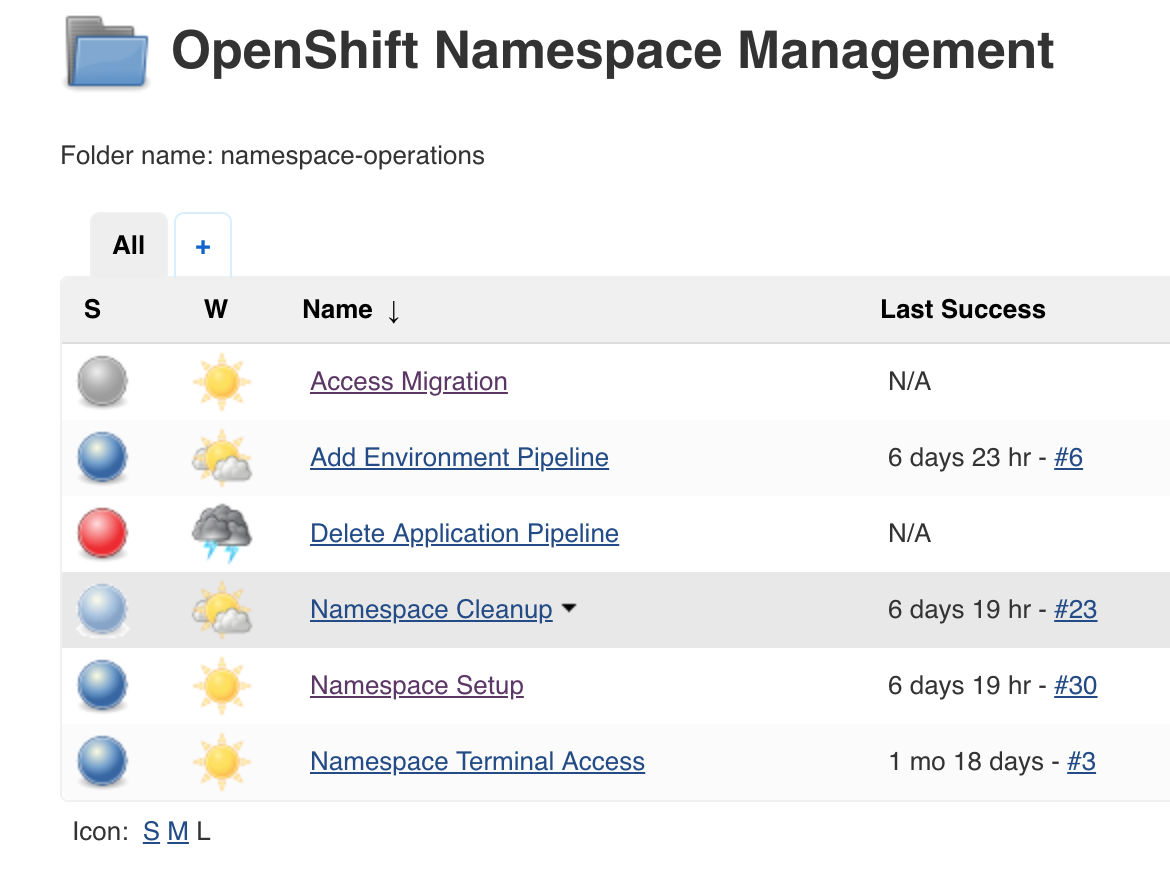 OpenShift Namespace Management
Folder name: namespace-operations
All +
S W Name ↓ Last Success
Access Migration N/A
Add Environment Pipeline 6 days 23 hr - #6
Delete Application Pipeline N/A
Namespace Cleanup 6 days 19 hr - #23
Namespace Setup 6 days 19 hr - #30
Namespace Terminal Access 1 mo 18 days - #3
Icon: S M L